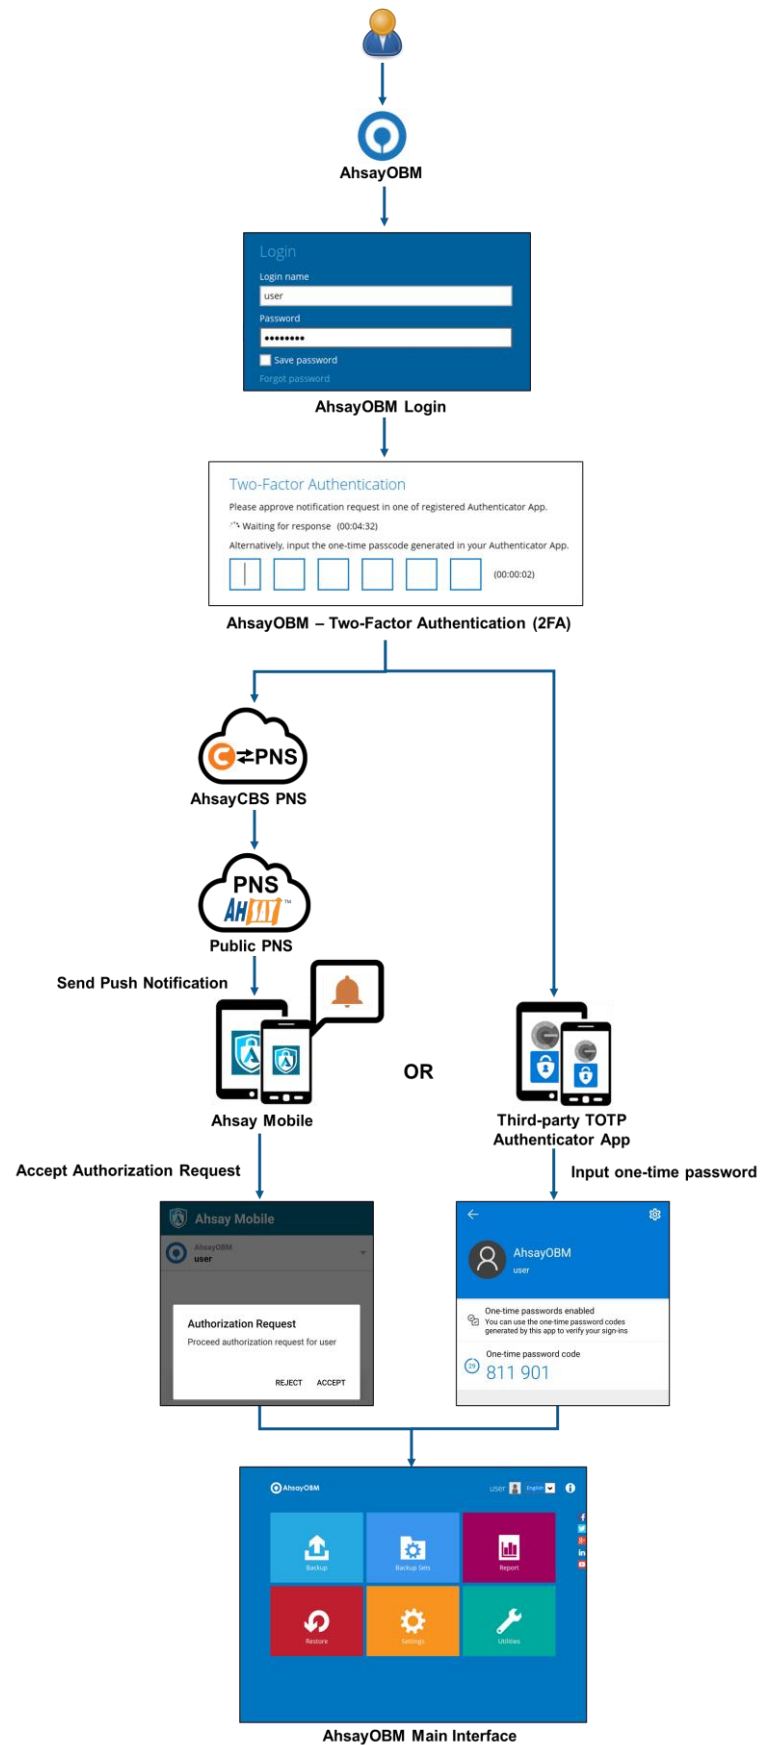 AhsayOBM
Login
Login name
user
Password
Save password
Forgot password
AhsayOBM Login
Two-Factor Authentication
Please approve notification request in one of registered Authenticator App.
Waiting for response (00:04:32)
Alternatively, input the one-time passcode generated in your Authenticator App.
(00:00:02)
AhsayOBM – Two-Factor Authentication (2FA)
C PNS
AhsayCBS PNS
PNS
AHSAY™
Public PNS
Send Push Notification
OR
Ahsay Mobile
Third-party TOTP
Authenticator App
Accept Authorization Request
Input one-time password
Ahsay Mobile
AhsayOBM
user
Authorization Request
Proceed authorization request for user
REJECT ACCEPT
AhsayOBM
user
One-time passwords enabled
You can use the one-time password codes
generated by this app to verify your sign-ins
One-time password code
29
811 901
AhsayOBM
user English
Backup
Backup Sets
Report
Restore
Settings
Utilities
AhsayOBM Main Interface